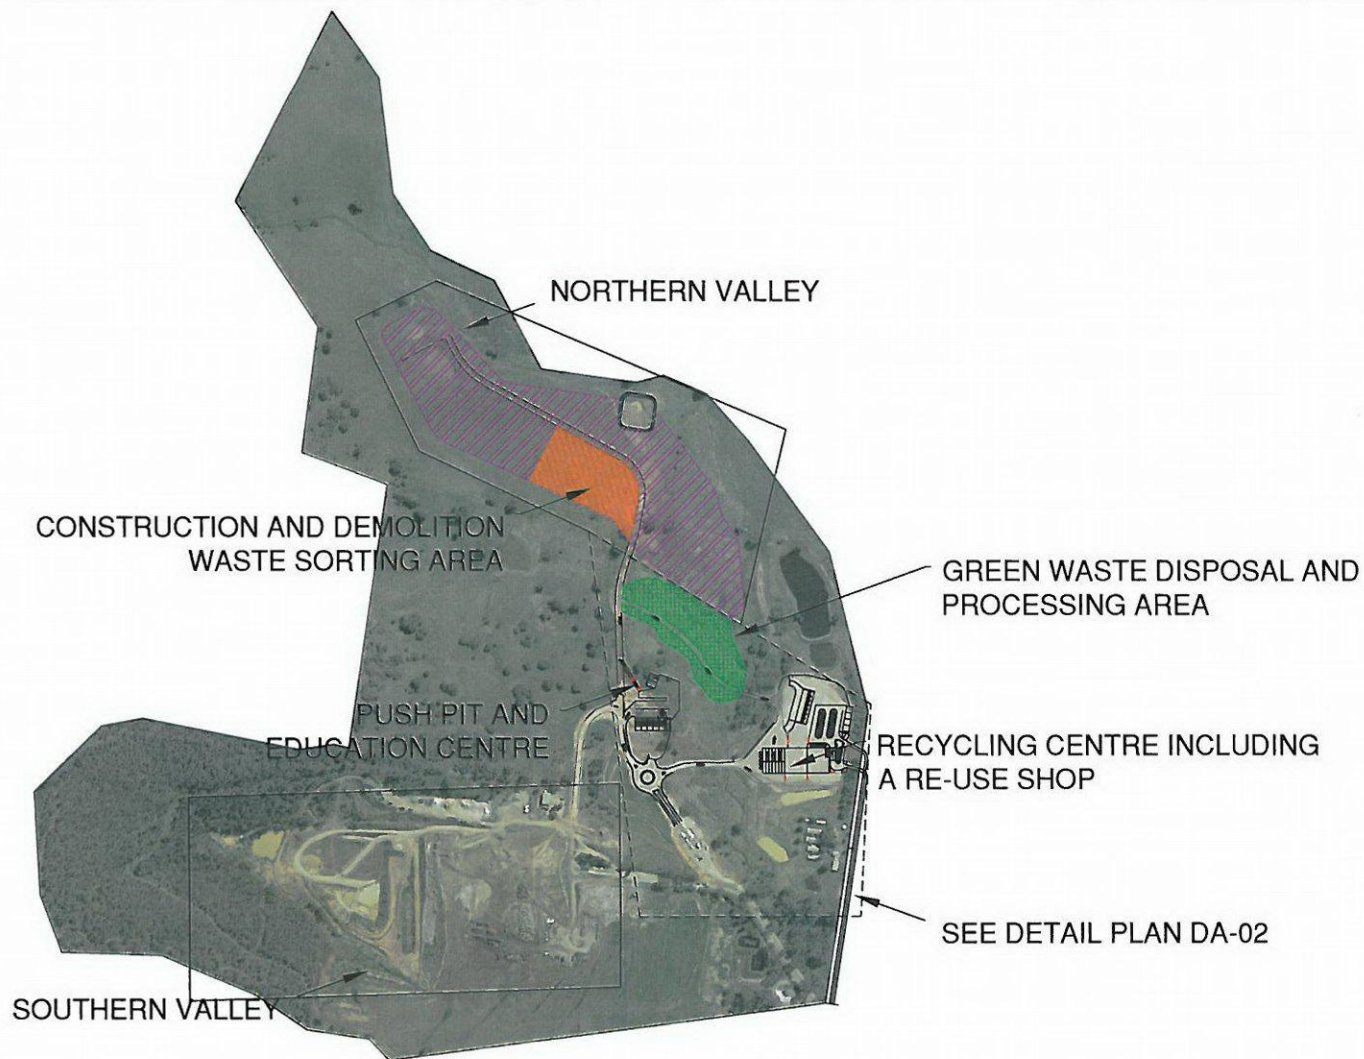 NORTHERN VALLEY
CONSTRUCTION AND DEMOLITION
WASTE SORTING AREA
GREEN WASTE DISPOSAL AND
PROCESSING AREA
PUSH PIT AND
EDUCATION CENTRE
RECYCLING CENTRE INCLUDING
A RE-USE SHOP
SEE DETAIL PLAN DA-02
SOUTHERN VALLEY